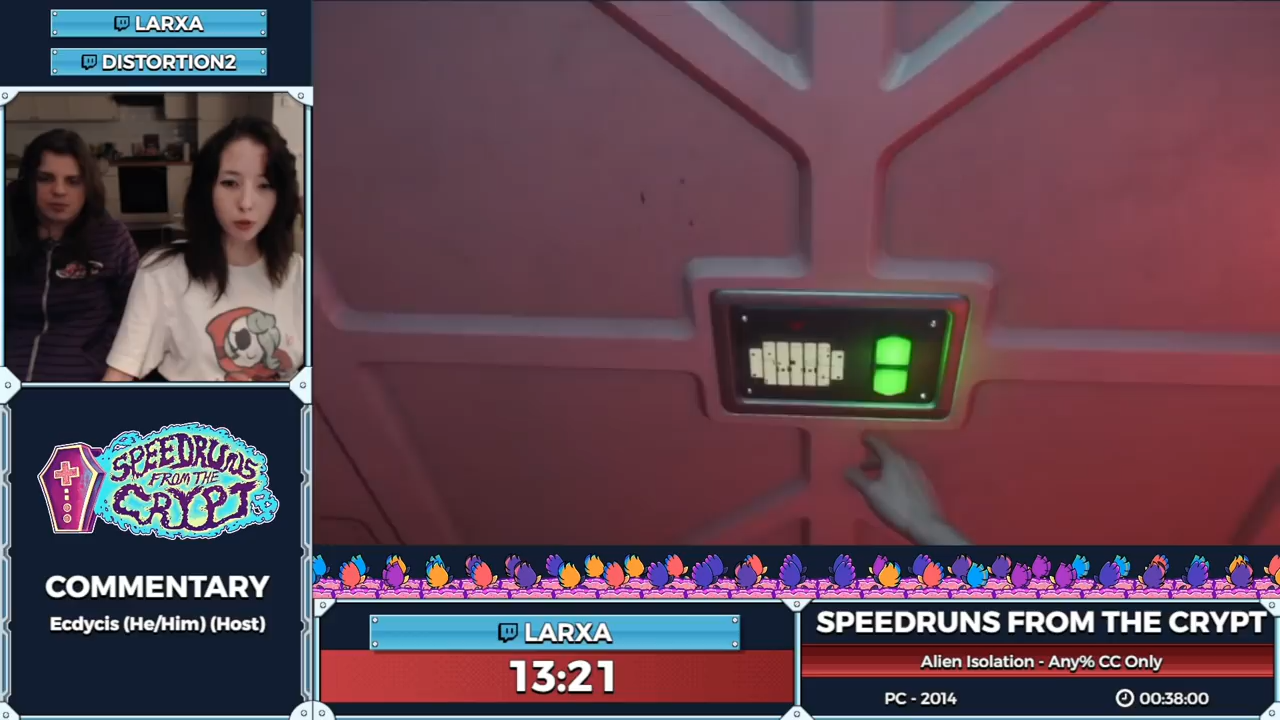 LARXA
DISTORTION2
SPEEDRUNS
FROM THE
CRYPT
COMMENTARY
Ecdycis (He/Him) (Host)
LARXA
13:21
SPEEDRUNS FROM THE CRYPT
Alien Isolation - Any% CC Only
PC - 2014
00:38:00